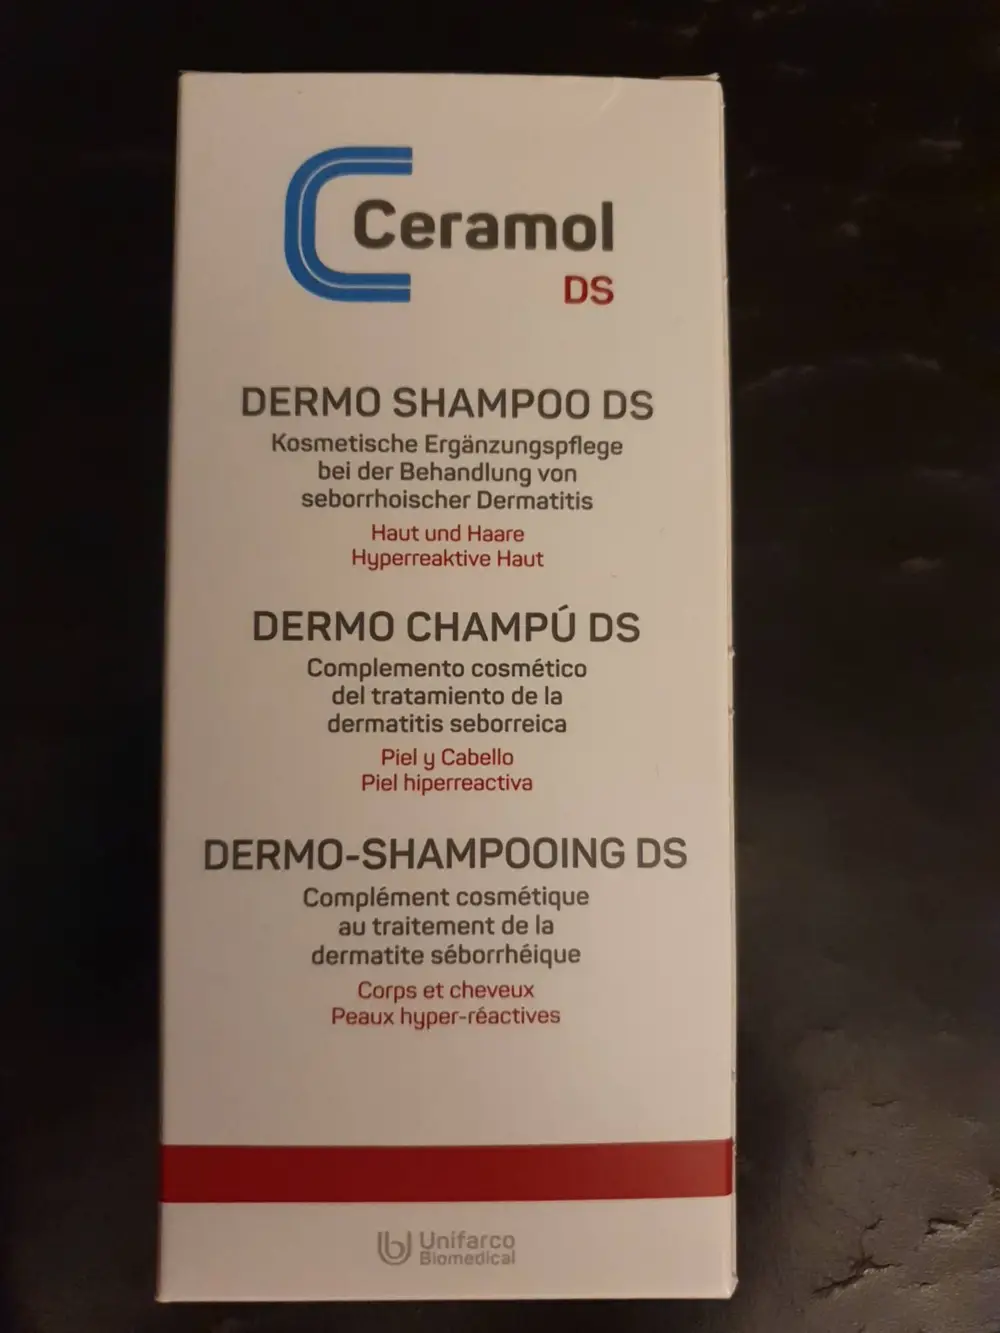 Ceramol
DS
DERMO SHAMPOO DS
Kosmetische Ergänzungspflege
bei der Behandlung von
seborrhoischer Dermatitis
Haut und Haare
Hyperreaktive Haut
DERMO CHAMPÚ DS
Complemento cosmético
del tratamiento de la
dermatitis seborreica
Piel y Cabello
Piel hiperreactiva
DERMO-SHAMPOOING DS
Complément cosmétique
au traitement de la
dermatite séborrhéique
Corps et cheveux
Peaux hyper-réactives
Unifarco
Biomedical